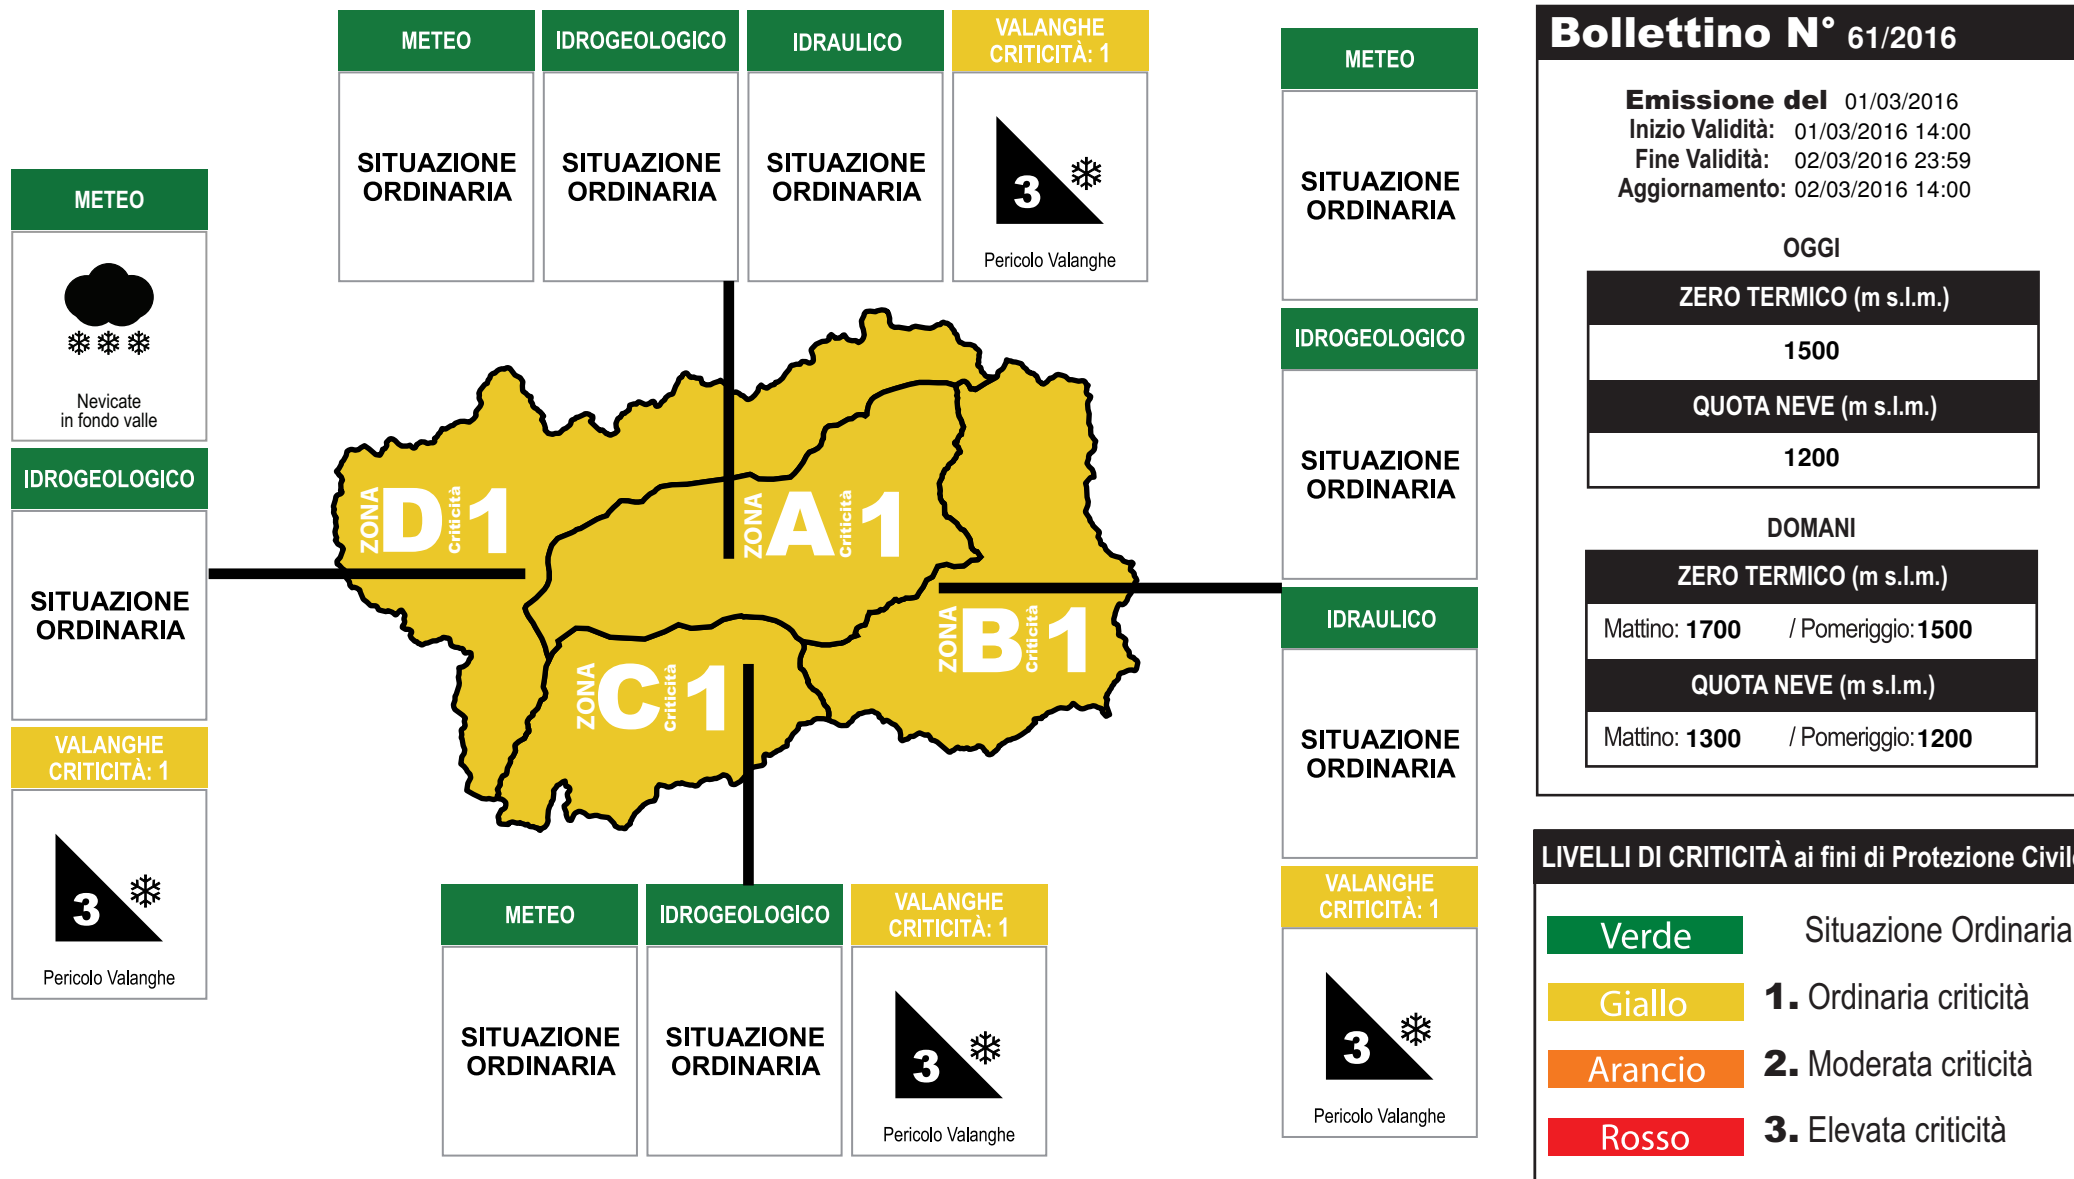 METEO
SITUAZIONE
ORDINARIA
IDROGEOLOGICO
SITUAZIONE
ORDINARIA
IDRAULICO
SITUAZIONE
ORDINARIA
VALANGHE
CRITICITÀ: 1
3
Pericolo Valanghe
METEO
Nevicate
in fondo valle
IDROGEOLOGICO
SITUAZIONE
ORDINARIA
VALANGHE
CRITICITÀ: 1
3
Pericolo Valanghe
ZONA D Criticità 1
ZONA A Criticità 1
ZONA B Criticità 1
ZONA C Criticità 1
METEO
SITUAZIONE
ORDINARIA
IDROGEOLOGICO
SITUAZIONE
ORDINARIA
VALANGHE
CRITICITÀ: 1
3
Pericolo Valanghe
METEO
SITUAZIONE
ORDINARIA
IDROGEOLOGICO
SITUAZIONE
ORDINARIA
IDRAULICO
SITUAZIONE
ORDINARIA
VALANGHE
CRITICITÀ: 1
3
Pericolo Valanghe
Bollettino N° 61/2016
Emissione del 01/03/2016
Inizio Validità: 01/03/2016 14:00
Fine Validità: 02/03/2016 23:59
Aggiornamento: 02/03/2016 14:00
OGGI
ZERO TERMICO (m s.l.m.)
1500
QUOTA NEVE (m s.l.m.)
1200
DOMANI
ZERO TERMICO (m s.l.m.)
Mattino: 1700 / Pomeriggio: 1500
QUOTA NEVE (m s.l.m.)
Mattino: 1300 / Pomeriggio: 1200
LIVELLI DI CRITICITÀ ai fini di Protezione Civile
Verde Situazione Ordinaria
Giallo 1. Ordinaria criticità
Arancio 2. Moderata criticità
Rosso 3. Elevata criticità